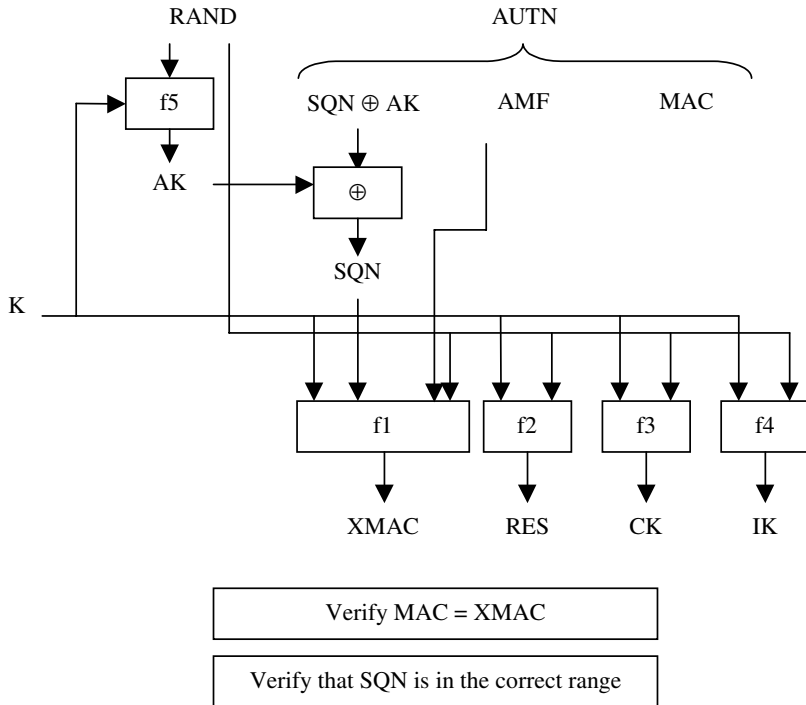 RAND
AUTN
f5
SQN ⊕ AK
AMF
MAC
AK
⊕
SQN
K
f1
f2
f3
f4
XMAC
RES
CK
IK
Verify MAC = XMAC
Verify that SQN is in the correct range